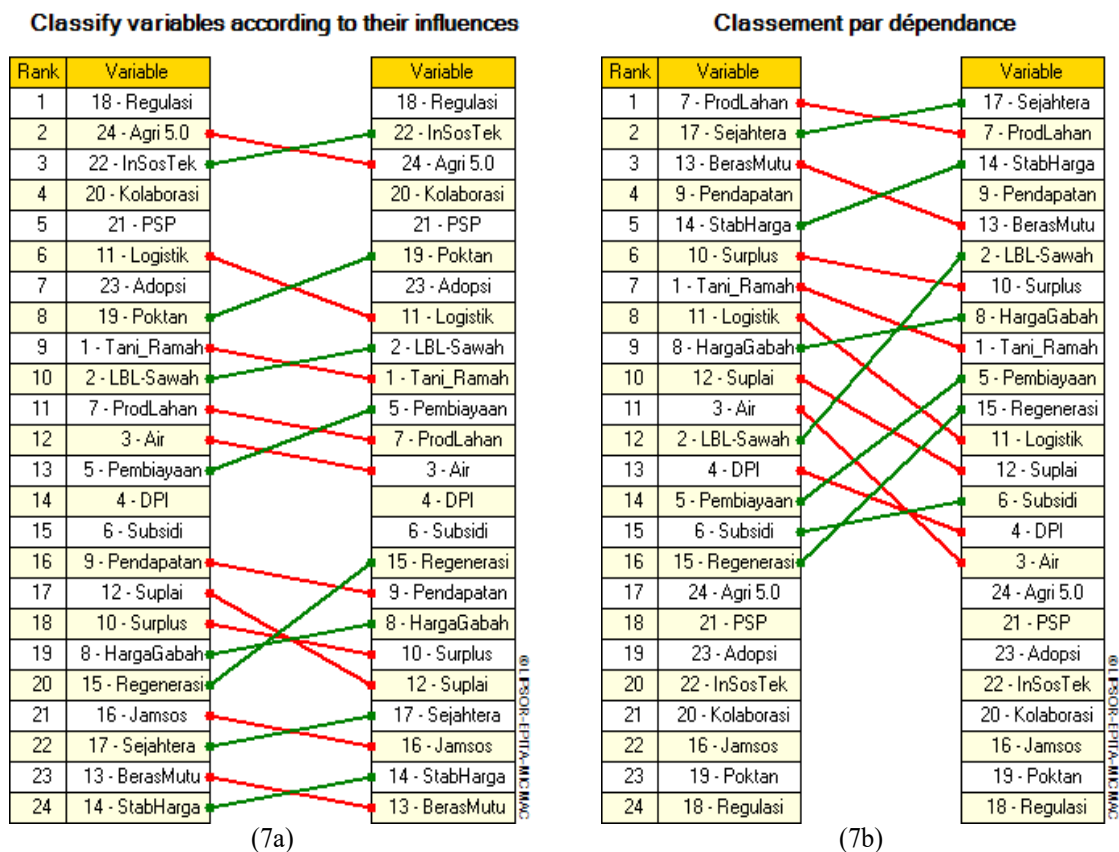 Classify variables according to their influences
Rank Variable Variable
1 18 - Regulasi 18 - Regulasi
2 24 - Agri 5.0 22 - InSosTek
3 22 - InSosTek 24 - Agri 5.0
4 20 - Kolaborasi 20 - Kolaborasi
5 21 - PSP 21 - PSP
6 11 - Logistik 19 - Poktan
7 23 - Adopsi 23 - Adopsi
8 19 - Poktan 11 - Logistik
9 1 - Tani_Ramah 2 - LBL-Sawah
10 2 - LBL-Sawah 1 - Tani_Ramah
11 7 - ProdLahan 5 - Pembiayaan
12 3 - Air 7 - ProdLahan
13 5 - Pembiayaan 3 - Air
14 4 - DPI 4 - DPI
15 6 - Subsidi 6 - Subsidi
16 9 - Pendapatan 15 - Regenerasi
17 12 - Suplai 9 - Pendapatan
18 10 - Surplus 8 - HargaGabah
19 8 - HargaGabah 10 - Surplus
20 15 - Regenerasi 12 - Suplai
21 16 - Jamsos 17 - Sejahtera
22 17 - Sejahtera 16 - Jamsos
23 13 - BerasMutu 14 - StabHarga
24 14 - StabHarga 13 - BerasMutu
© LIPSOR-EPITA-MICMAC
(7a)
Classement par dépendance
Rank Variable Variable
1 7 - ProdLahan 17 - Sejahtera
2 17 - Sejahtera 7 - ProdLahan
3 13 - BerasMutu 14 - StabHarga
4 9 - Pendapatan 9 - Pendapatan
5 14 - StabHarga 13 - BerasMutu
6 10 - Surplus 2 - LBL-Sawah
7 1 - Tani_Ramah 10 - Surplus
8 11 - Logistik 8 - HargaGabah
9 8 - HargaGabah 1 - Tani_Ramah
10 12 - Suplai 5 - Pembiayaan
11 3 - Air 15 - Regenerasi
12 2 - LBL-Sawah 11 - Logistik
13 4 - DPI 12 - Suplai
14 5 - Pembiayaan 6 - Subsidi
15 6 - Subsidi 4 - DPI
16 15 - Regenerasi 3 - Air
17 24 - Agri 5.0 24 - Agri 5.0
18 21 - PSP 21 - PSP
19 23 - Adopsi 23 - Adopsi
20 22 - InSosTek 22 - InSosTek
21 20 - Kolaborasi 20 - Kolaborasi
22 16 - Jamsos 16 - Jamsos
23 19 - Poktan 19 - Poktan
24 18 - Regulasi 18 - Regulasi
© LIPSOR-EPITA-MICMAC
(7b)